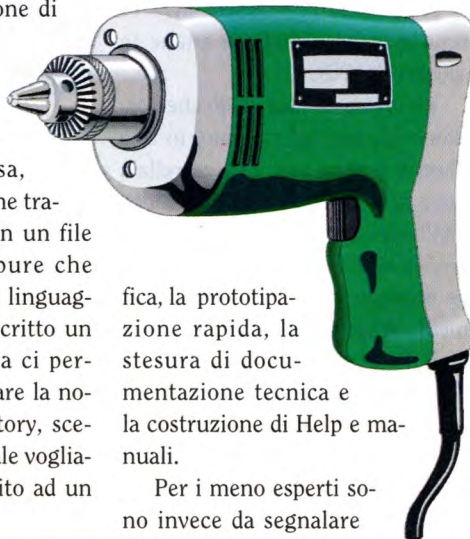 one di
sa,
ne tra-
n un file
pure che
linguag-
critto un
a ci per-
are la no-
tory, sce-
ale voglia-
ito ad un
fica, la prototipa-
zione rapida, la
stesura di docu-
mentazione tecnica e
la costruzione di Help e ma-
nuali.
Per i meno esperti so-
no invece da segnalare